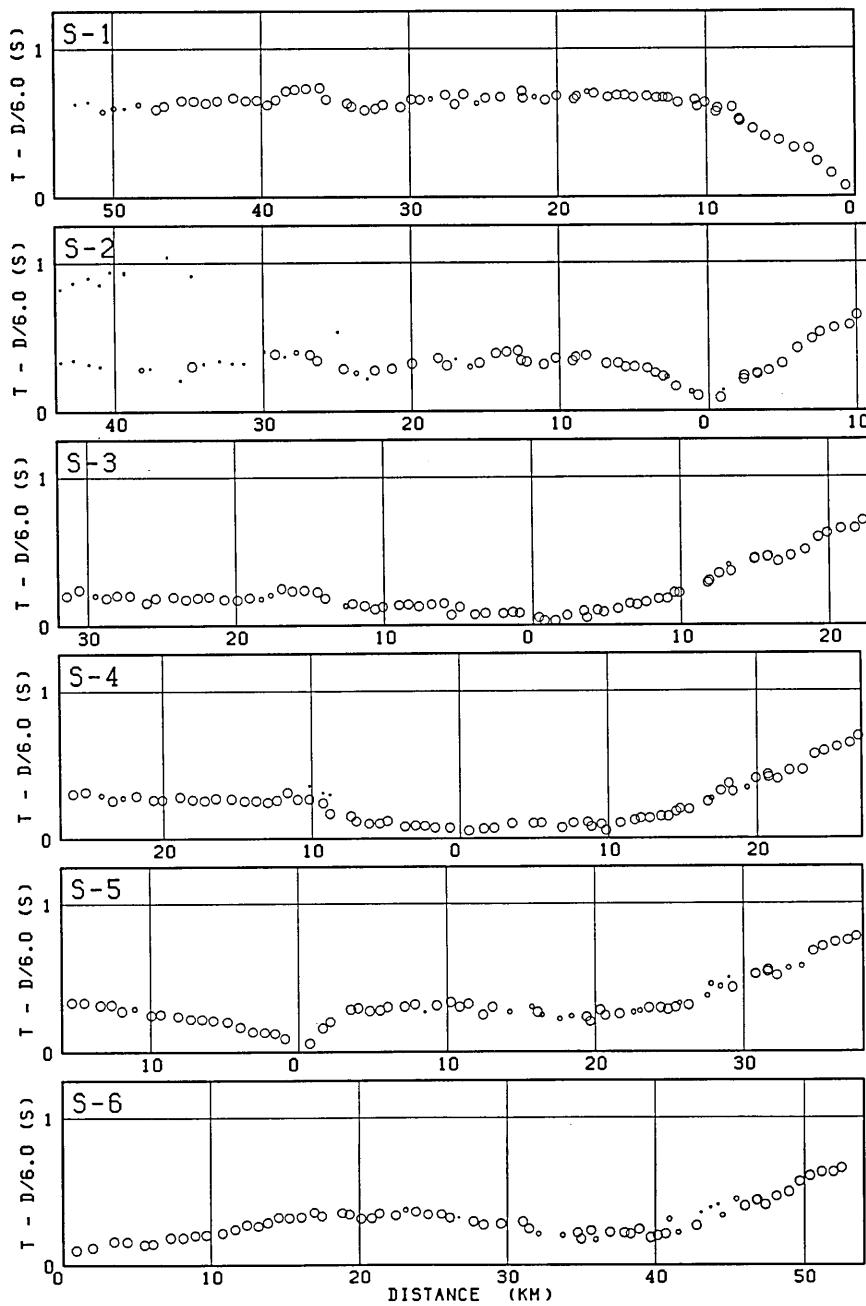 T - D/6.0 (S)
S-1
1
0
50 40 30 20 10 0
T - D/6.0 (S)
S-2
1
0
40 30 20 10 0 10
T - D/6.0 (S)
S-3
1
0
30 20 10 0 10 20
T - D/6.0 (S)
S-4
1
0
20 10 0 10 20
T - D/6.0 (S)
S-5
1
0
10 0 10 20 30
T - D/6.0 (S)
S-6
1
0
0 10 20 30 40 50
DISTANCE (KM)